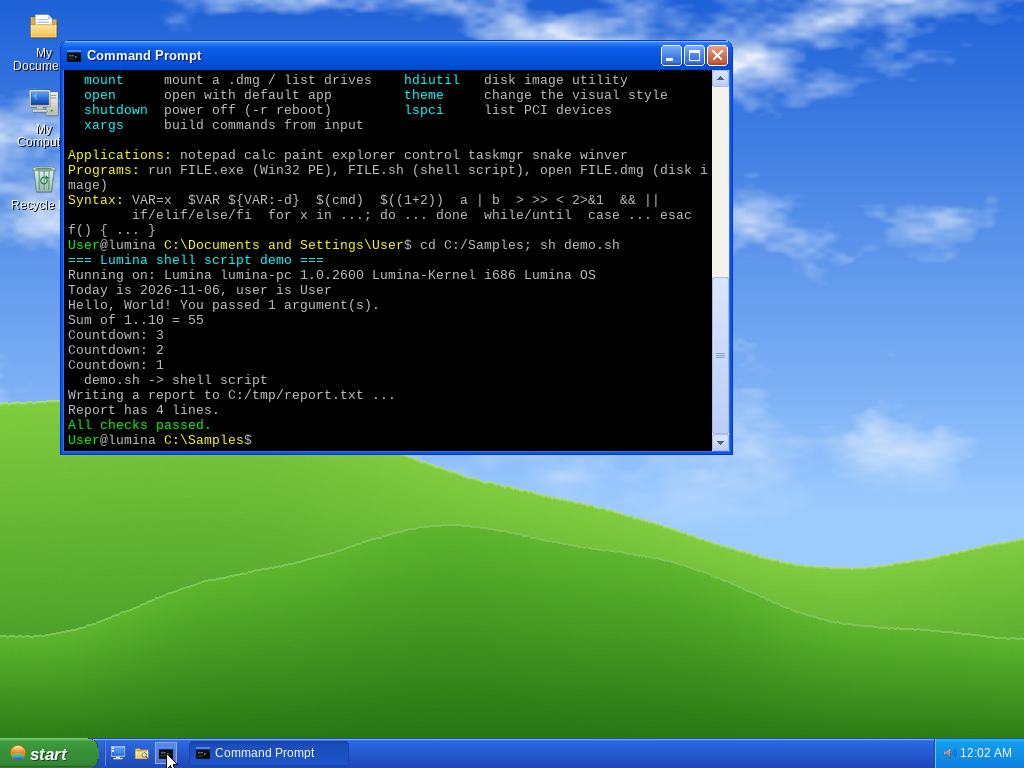 My
Docume
My
Comput
Recycle
Command Prompt
mount mount a .dmg / list drives hdiutil disk image utility
open open with default app theme change the visual style
shutdown power off (-r reboot) lspci list PCI devices
xargs build commands from input
Applications: notepad calc paint explorer control taskmgr snake winver
Programs: run FILE.exe (Win32 PE), FILE.sh (shell script), open FILE.dmg (disk i
mage)
Syntax: VAR=x $VAR ${VAR:-d} $(cmd) $((1+2)) a | b > >> < 2>&1 && ||
if/elif/else/fi for x in ...; do ... done while/until case ... esac
f() { ... }
User@lumina C:\Documents and Settings\User$ cd C:/Samples; sh demo.sh
=== Lumina shell script demo ===
Running on: Lumina lumina-pc 1.0.2600 Lumina-Kernel i686 Lumina OS
Today is 2026-11-06, user is User
Hello, World! You passed 1 argument(s).
Sum of 1..10 = 55
Countdown: 3
Countdown: 2
Countdown: 1
demo.sh -> shell script
Writing a report to C:/tmp/report.txt ...
Report has 4 lines.
All checks passed.
User@lumina C:\Samples$
start
Command Prompt
12:02 AM